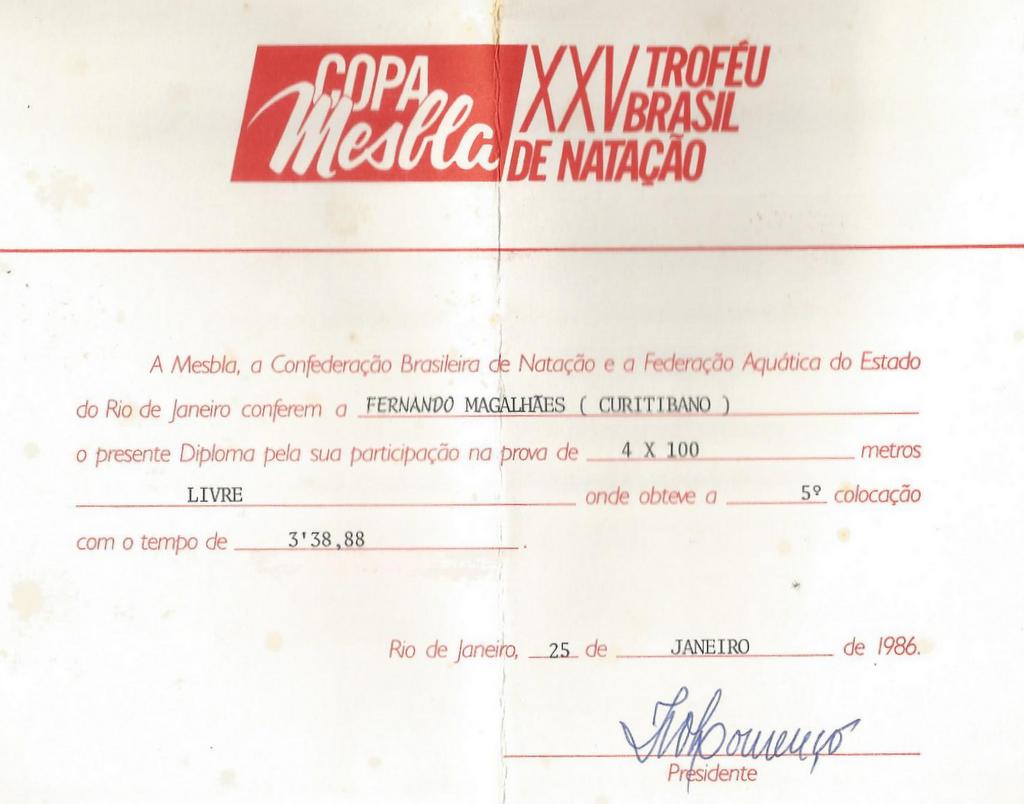 COPA Mesbla XXV TROFÉU BRASIL DE NATAÇÃO
A Mesbla, a Confederação Brasileira de Natação e a Federação Aquática do Estado
do Rio de Janeiro conferem a FERNANDO MAGALHÃES ( CURITIBANO )
o presente Diploma pela sua participação na prova de 4 X 100 metros
LIVRE onde obteve a 5º colocação
com o tempo de 3'38,88 .
Rio de Janeiro, 25 de JANEIRO de 1986.
Presidente